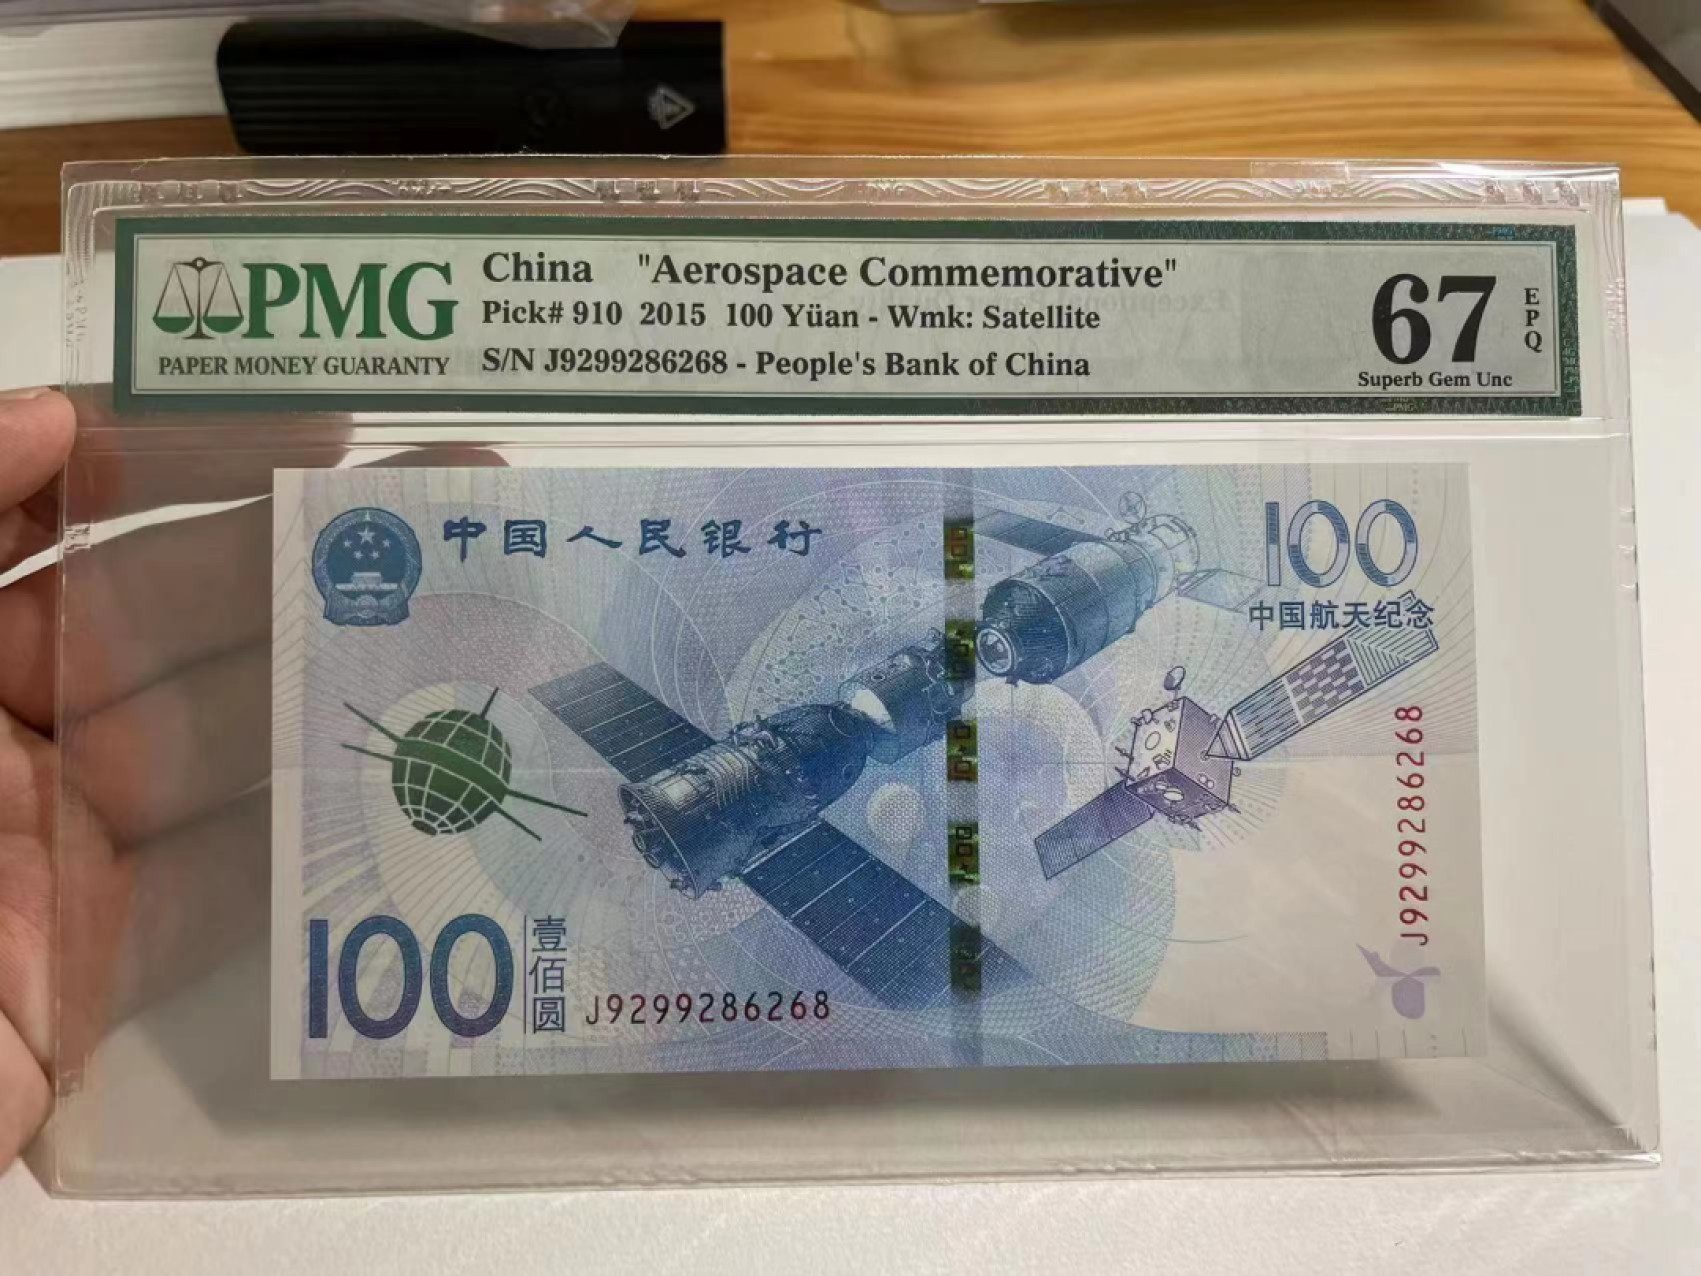 PMG
PAPER MONEY GUARANTY
China "Aerospace Commemorative"
Pick# 910 2015 100 Yüan - Wmk: Satellite
S/N J9299286268 - People's Bank of China
67
EPQ
Superb Gem Unc
中国人民银行
100
中国航天纪念
J9299286268
100
壹佰圆
J9299286268